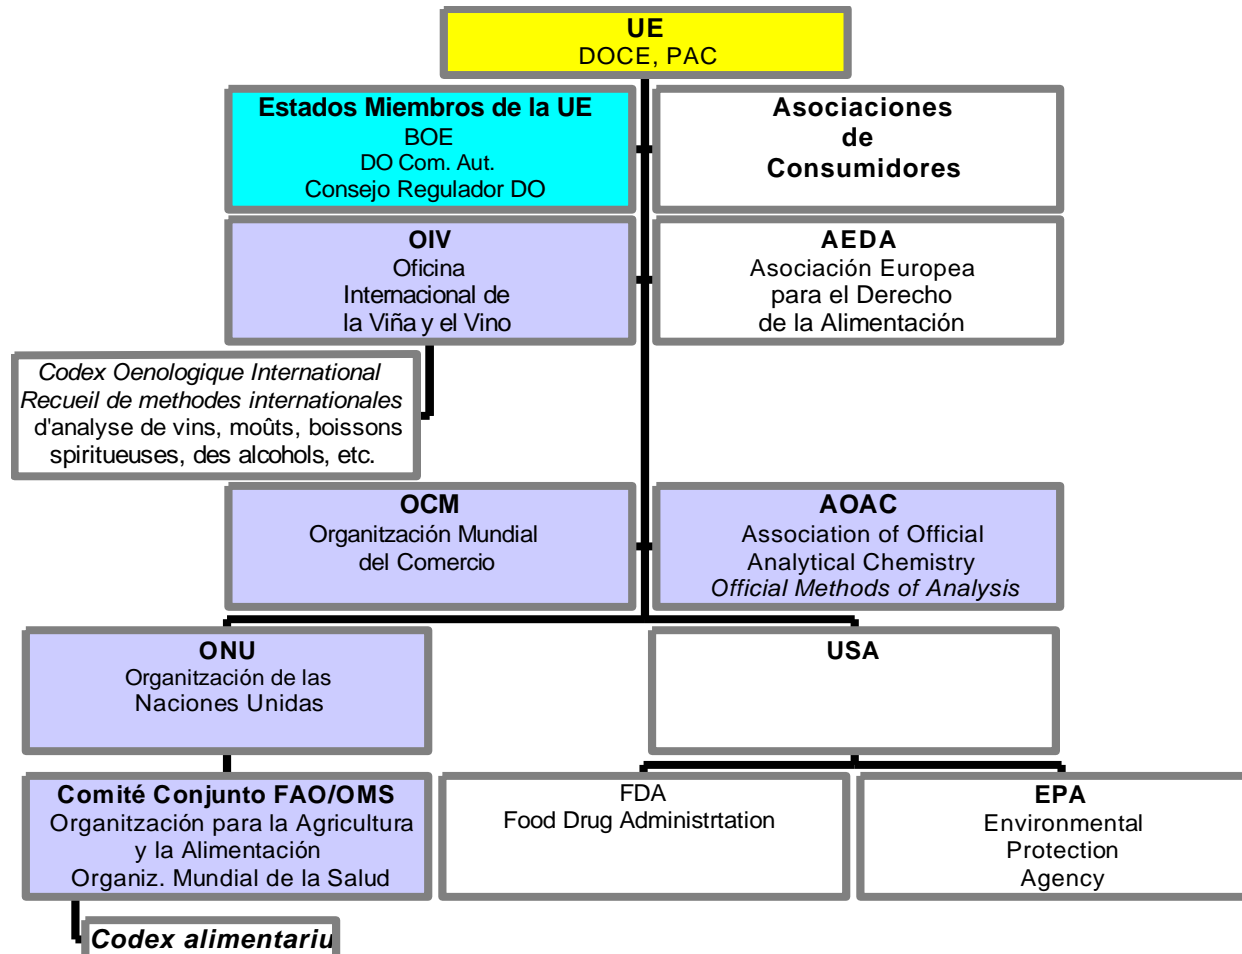 UE
DOCE, PAC
Estados Miembros de la UE
BOE
DO Com. Aut.
Consejo Regulador DO
Asociaciones
de
Consumidores
OIV
Oficina
Internacional de
la Viña y el Vino
AEDA
Asociación Europea
para el Derecho
de la Alimentación
Codex Oenologique International
Recueil de methodes internationales
d'analyse de vins, moûts, boissons
spiritueuses, des alcohols, etc.
OCM
Organitzación Mundial
del Comercio
AOAC
Association of Official
Analytical Chemistry
Official Methods of Analysis
ONU
Organitzación de las
Naciones Unidas
USA
Comité Conjunto FAO/OMS
Organitzación para la Agricultura
y la Alimentación
Organiz. Mundial de la Salud
FDA
Food Drug Administrtation
EPA
Environmental
Protection
Agency
Codex alimentariu